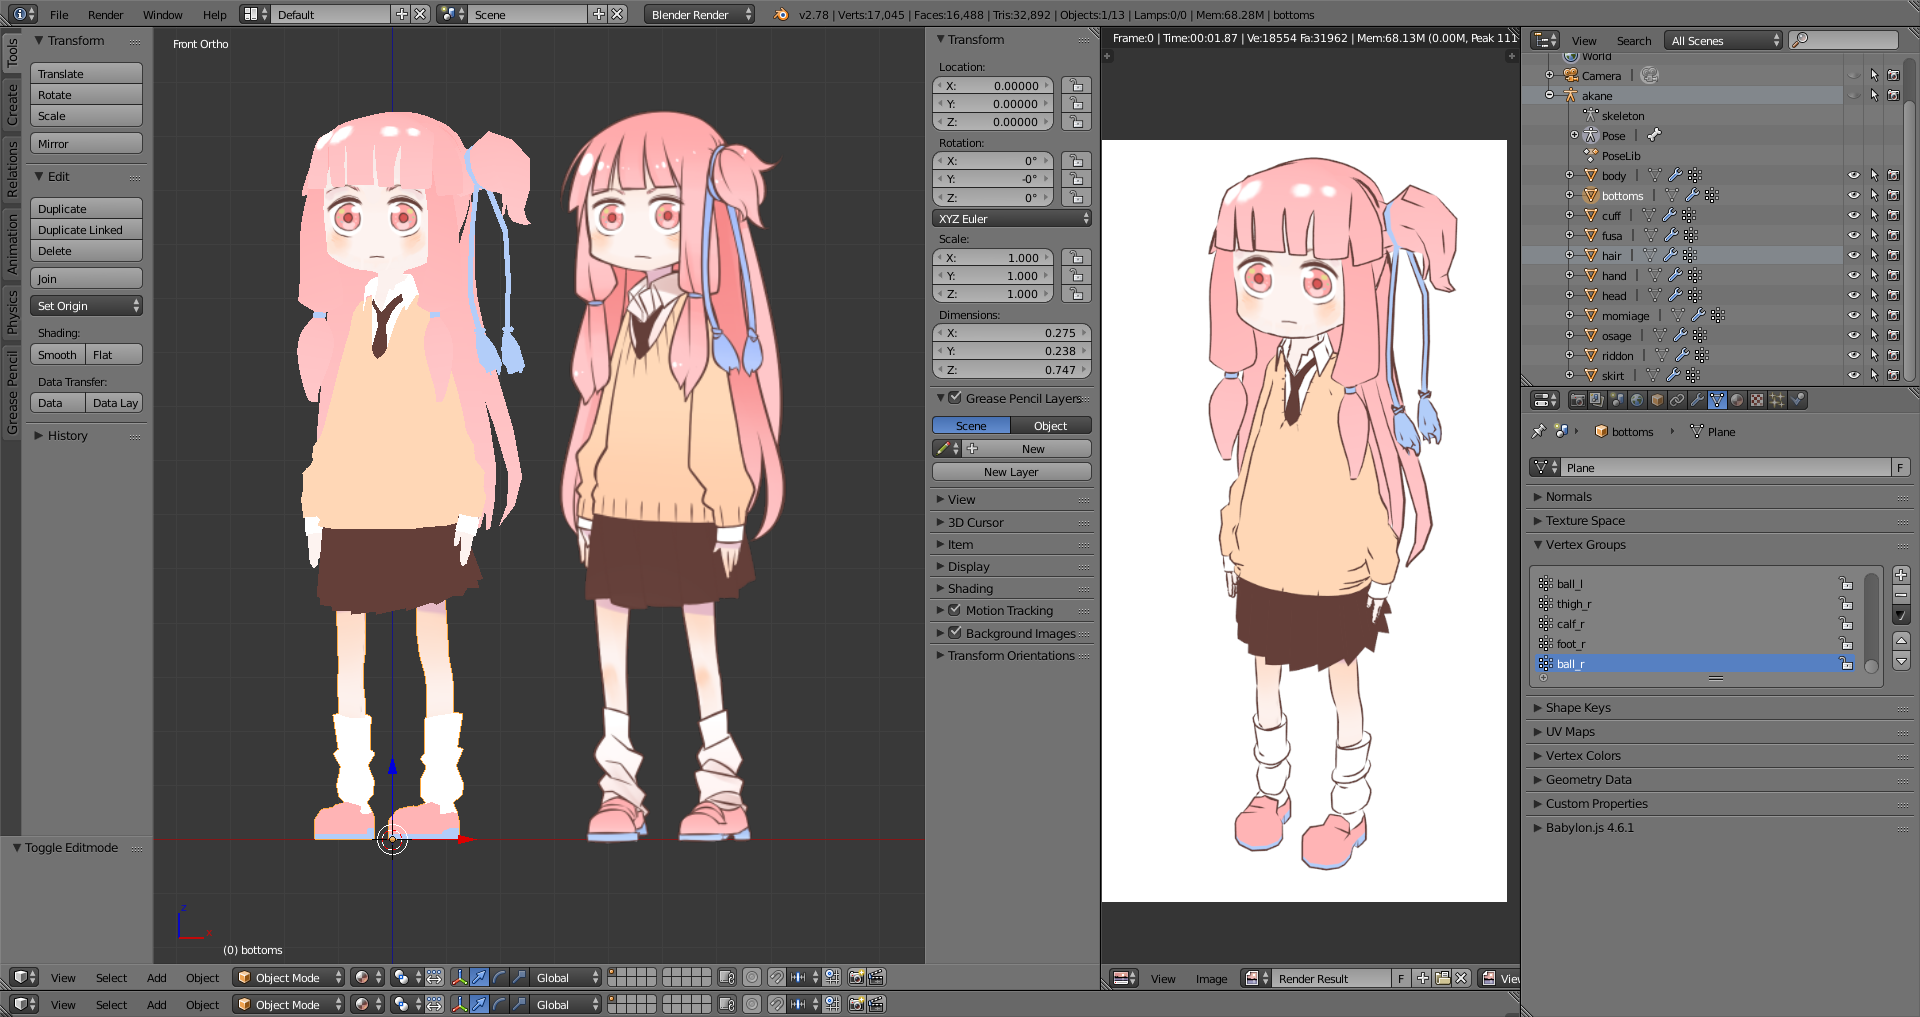 File Render Window Help Default Scene Blender Render v2.78 | Verts:17,045 | Faces:16,488 | Tris:32,892 | Objects:1/13 | Lamps:0/0 | Mem:68.28M | bottoms
Tools
Create
Relations
Animation
Physics
Grease Pencil
Transform
Translate
Rotate
Scale
Mirror
Edit
Duplicate
Duplicate Linked
Delete
Join
Set Origin
Shading:
Smooth Flat
Data Transfer:
Data Data Lay
History
Toggle Editmode
Front Ortho
z
x
(0) bottoms
Transform
Location:
X: 0.00000
Y: 0.00000
Z: 0.00000
Rotation:
X: 0°
Y: -0°
Z: 0°
XYZ Euler
Scale:
X: 1.000
Y: 1.000
Z: 1.000
Dimensions:
X: 0.275
Y: 0.238
Z: 0.747
Grease Pencil Layers
Scene Object
New
New Layer
View
3D Cursor
Item
Display
Shading
Motion Tracking
Background Images
Transform Orientations
Frame:0 | Time:00:01.87 | Ve:18554 Fa:31962 | Mem:68.13M (0.00M, Peak 111
View Search All Scenes
World
Camera
akane
skeleton
Pose
PoseLib
body
bottoms
cuff
fusa
hair
hand
head
momiage
osage
riddon
skirt
bottoms Plane
Plane F
Normals
Texture Space
Vertex Groups
ball_l
thigh_r
calf_r
foot_r
ball_r
Shape Keys
UV Maps
Vertex Colors
Geometry Data
Custom Properties
Babylon.js 4.6.1
View Select Add Object Object Mode Global
View Image Render Result F Viev
View Select Add Object Object Mode Global